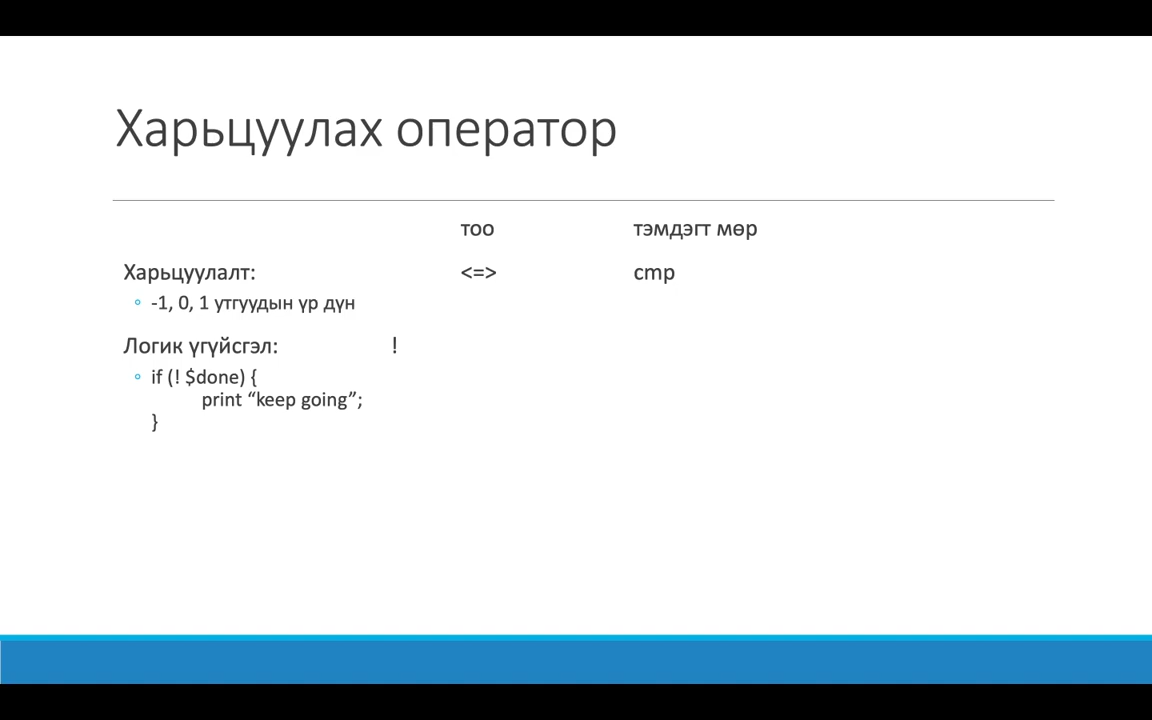 Харьцуулах оператор
тоо тэмдэгт мөр
Харьцуулалт: <=> cmp
◦ -1, 0, 1 утгуудын үр дүн
Логик үгүйсгэл: !
◦ if (! $done) {
print “keep going”;
}